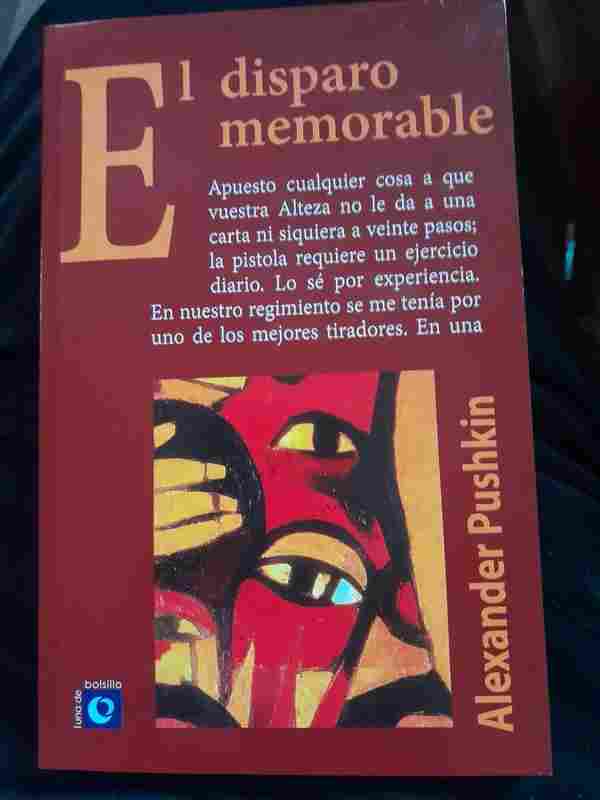 El disparo
memorable
Apuesto cualquier cosa a que
vuestra Alteza no le da a una
carta ni siquiera a veinte pasos;
la pistola requiere un ejercicio
diario. Lo sé por experiencia.
En nuestro regimiento se me tenía por
uno de los mejores tiradores. En una
Alexander Pushkin
luna de
bolsillo